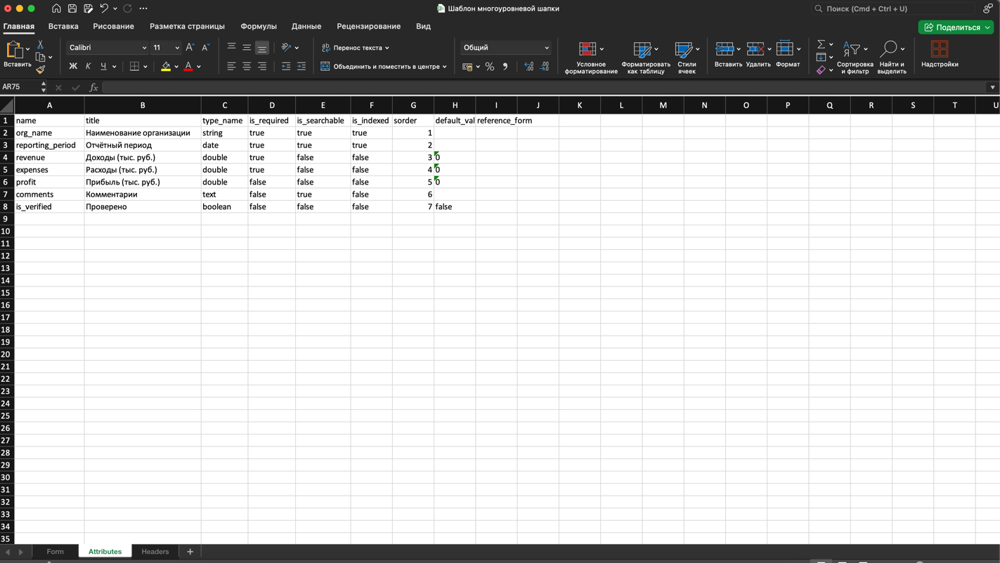 Шаблон многоуровневой шапки
Поиск (Cmd + Ctrl + U)
Главная Вставка Рисование Разметка страницы Формулы Данные Рецензирование Вид
Поделиться
Вставить
Calibri 11
Ж К Ч
Перенос текста
Объединить и поместить в центре
Общий
Условное форматирование
Форматировать как таблицу
Стили ячеек
Вставить Удалить Формат
Сортировка и фильтр
Найти и выделить
Надстройки
AR75 fx
A B C D E F G H I J K L M N O P Q R S T U
1 name title type_name is_required is_searchable is_indexed sorder default_val reference_form
2 org_name Наименование организации string true true true 1
3 reporting_period Отчётный период date true true true 2
4 revenue Доходы (тыс. руб.) double true false false 3 0
5 expenses Расходы (тыс. руб.) double true false false 4 0
6 profit Прибыль (тыс. руб.) double false false false 5 0
7 comments Комментарии text false true false 6
8 is_verified Проверено boolean false false false 7 false
9
10
11
12
13
14
15
16
17
18
19
20
21
22
23
24
25
26
27
28
29
30
31
32
33
34
35
Form Attributes Headers +